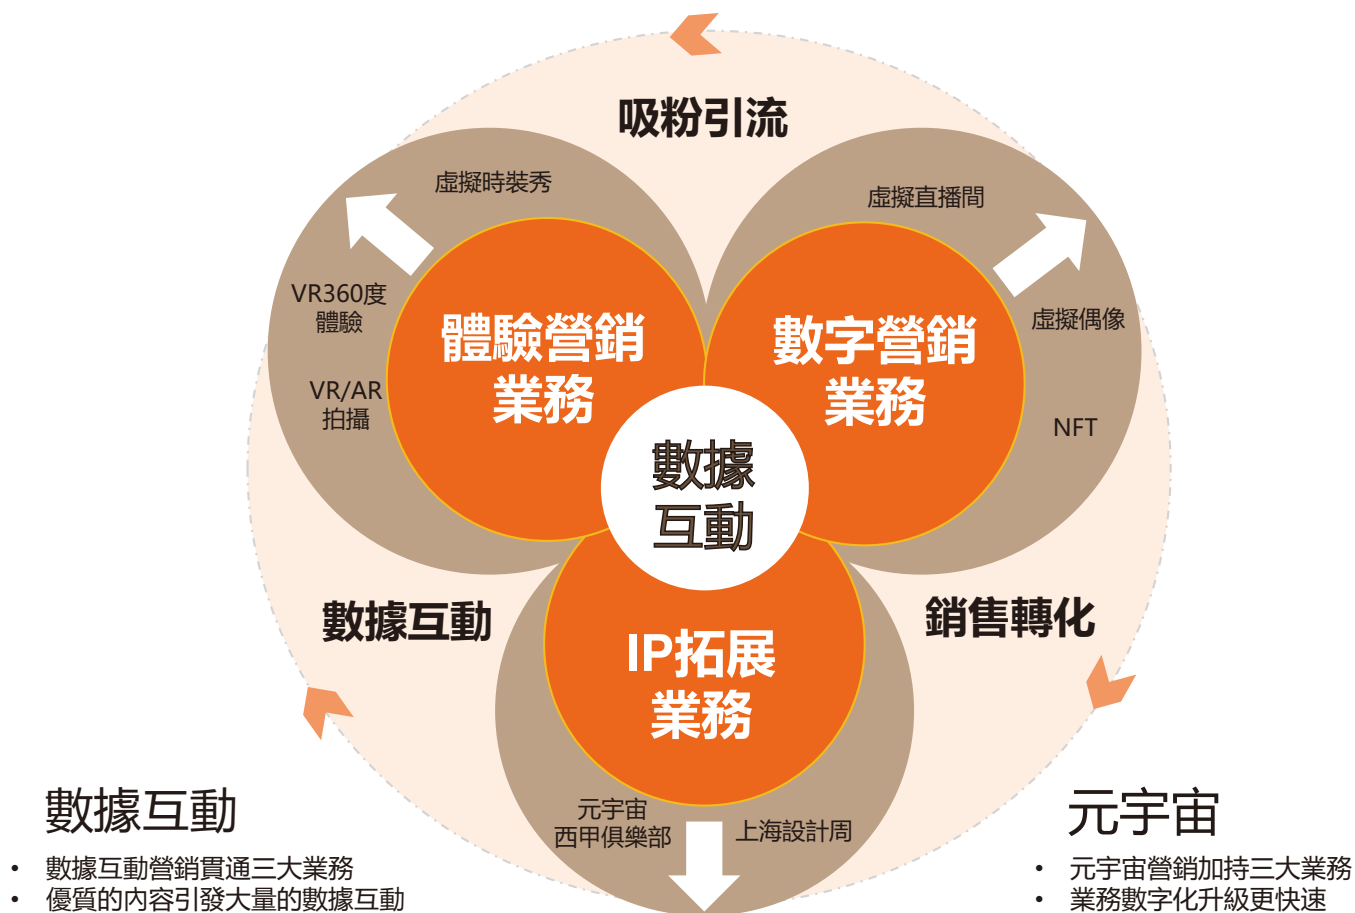 吸粉引流
虛擬時裝秀
虛擬直播間
VR360度
體驗
虛擬偶像
體驗營銷
業務
數字營銷
業務
VR/AR
拍攝
NFT
數據
互動
數據互動
銷售轉化
IP拓展
業務
元宇宙
西甲俱樂部
上海設計周
數據互動
• 數據互動營銷貫通三大業務
• 優質的內容引發大量的數據互動
元宇宙
• 元宇宙營銷加持三大業務
• 業務數字化升級更快速